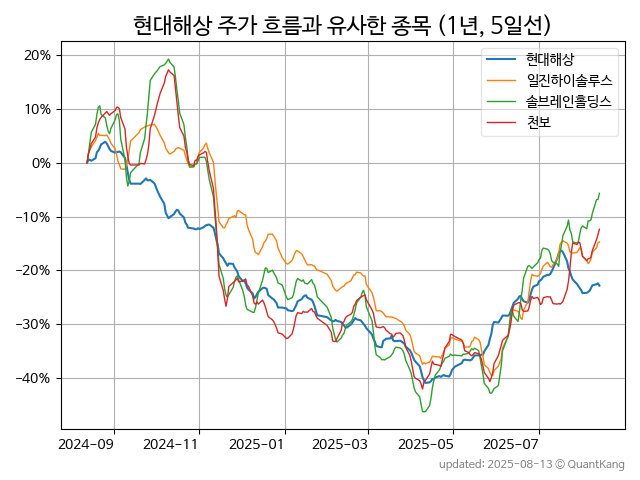 현대해상 주가 흐름과 유사한 종목 (1년, 5일선)
현대해상
일진하이솔루스
솔브레인홀딩스
천보
20%
10%
0%
−10%
−20%
−30%
−40%
2024-09
2024-11
2025-01
2025-03
2025-05
2025-07
updated: 2025-08-13 © QuantKang